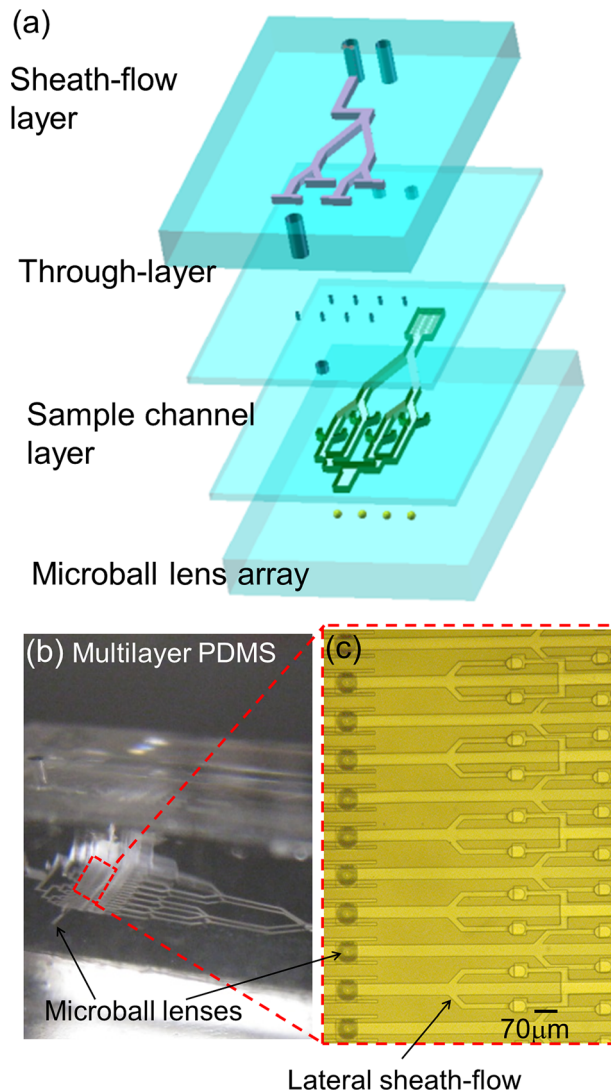 (a)
Sheath-flow
layer
Through-layer
Sample channel
layer
Microball lens array
(b) Multilayer PDMS
(c)
Microball lenses
70μm
Lateral sheath-flow